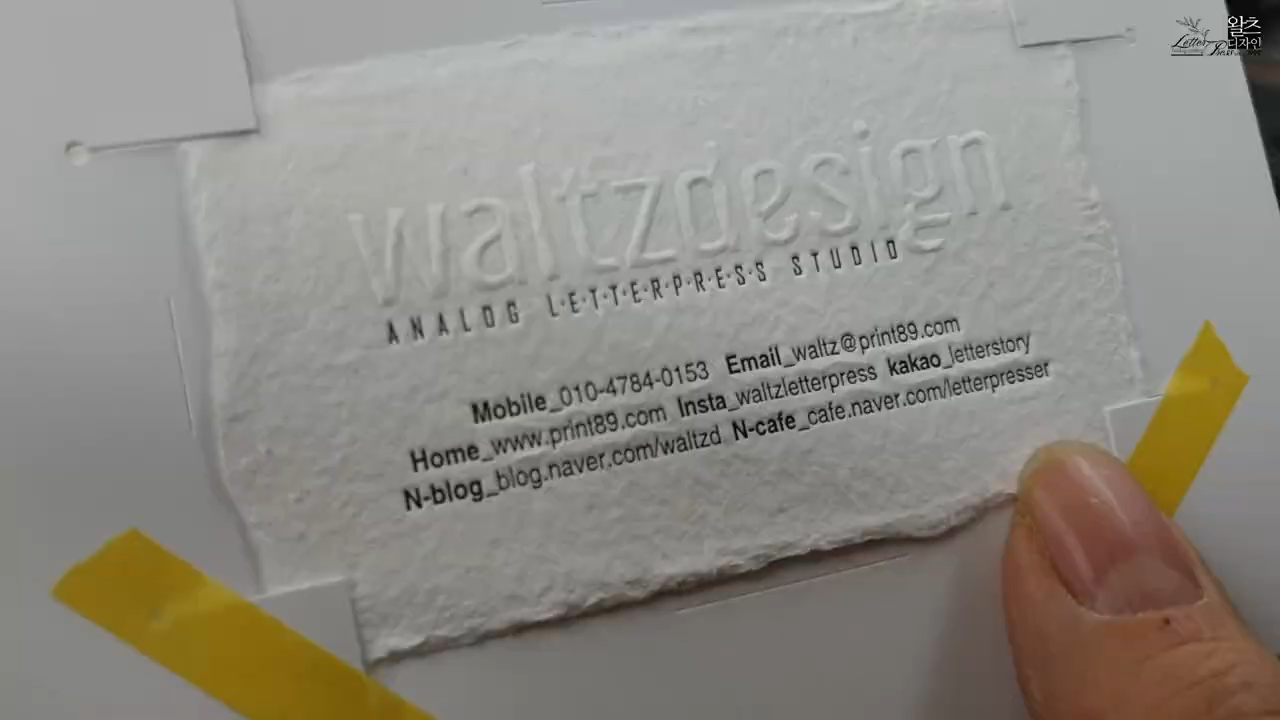 왈츠
디자인
waltzdesign
ANALOG L·E·T·T·E·R·P·R·E·S·S STUDIO
Mobile_010-4784-0153 Email_waltz@print89.com
Home_www.print89.com Insta_waltzletterpress kakao_letterstory
N-blog_blog.naver.com/waltzd N-cafe_cafe.naver.com/letterpresser